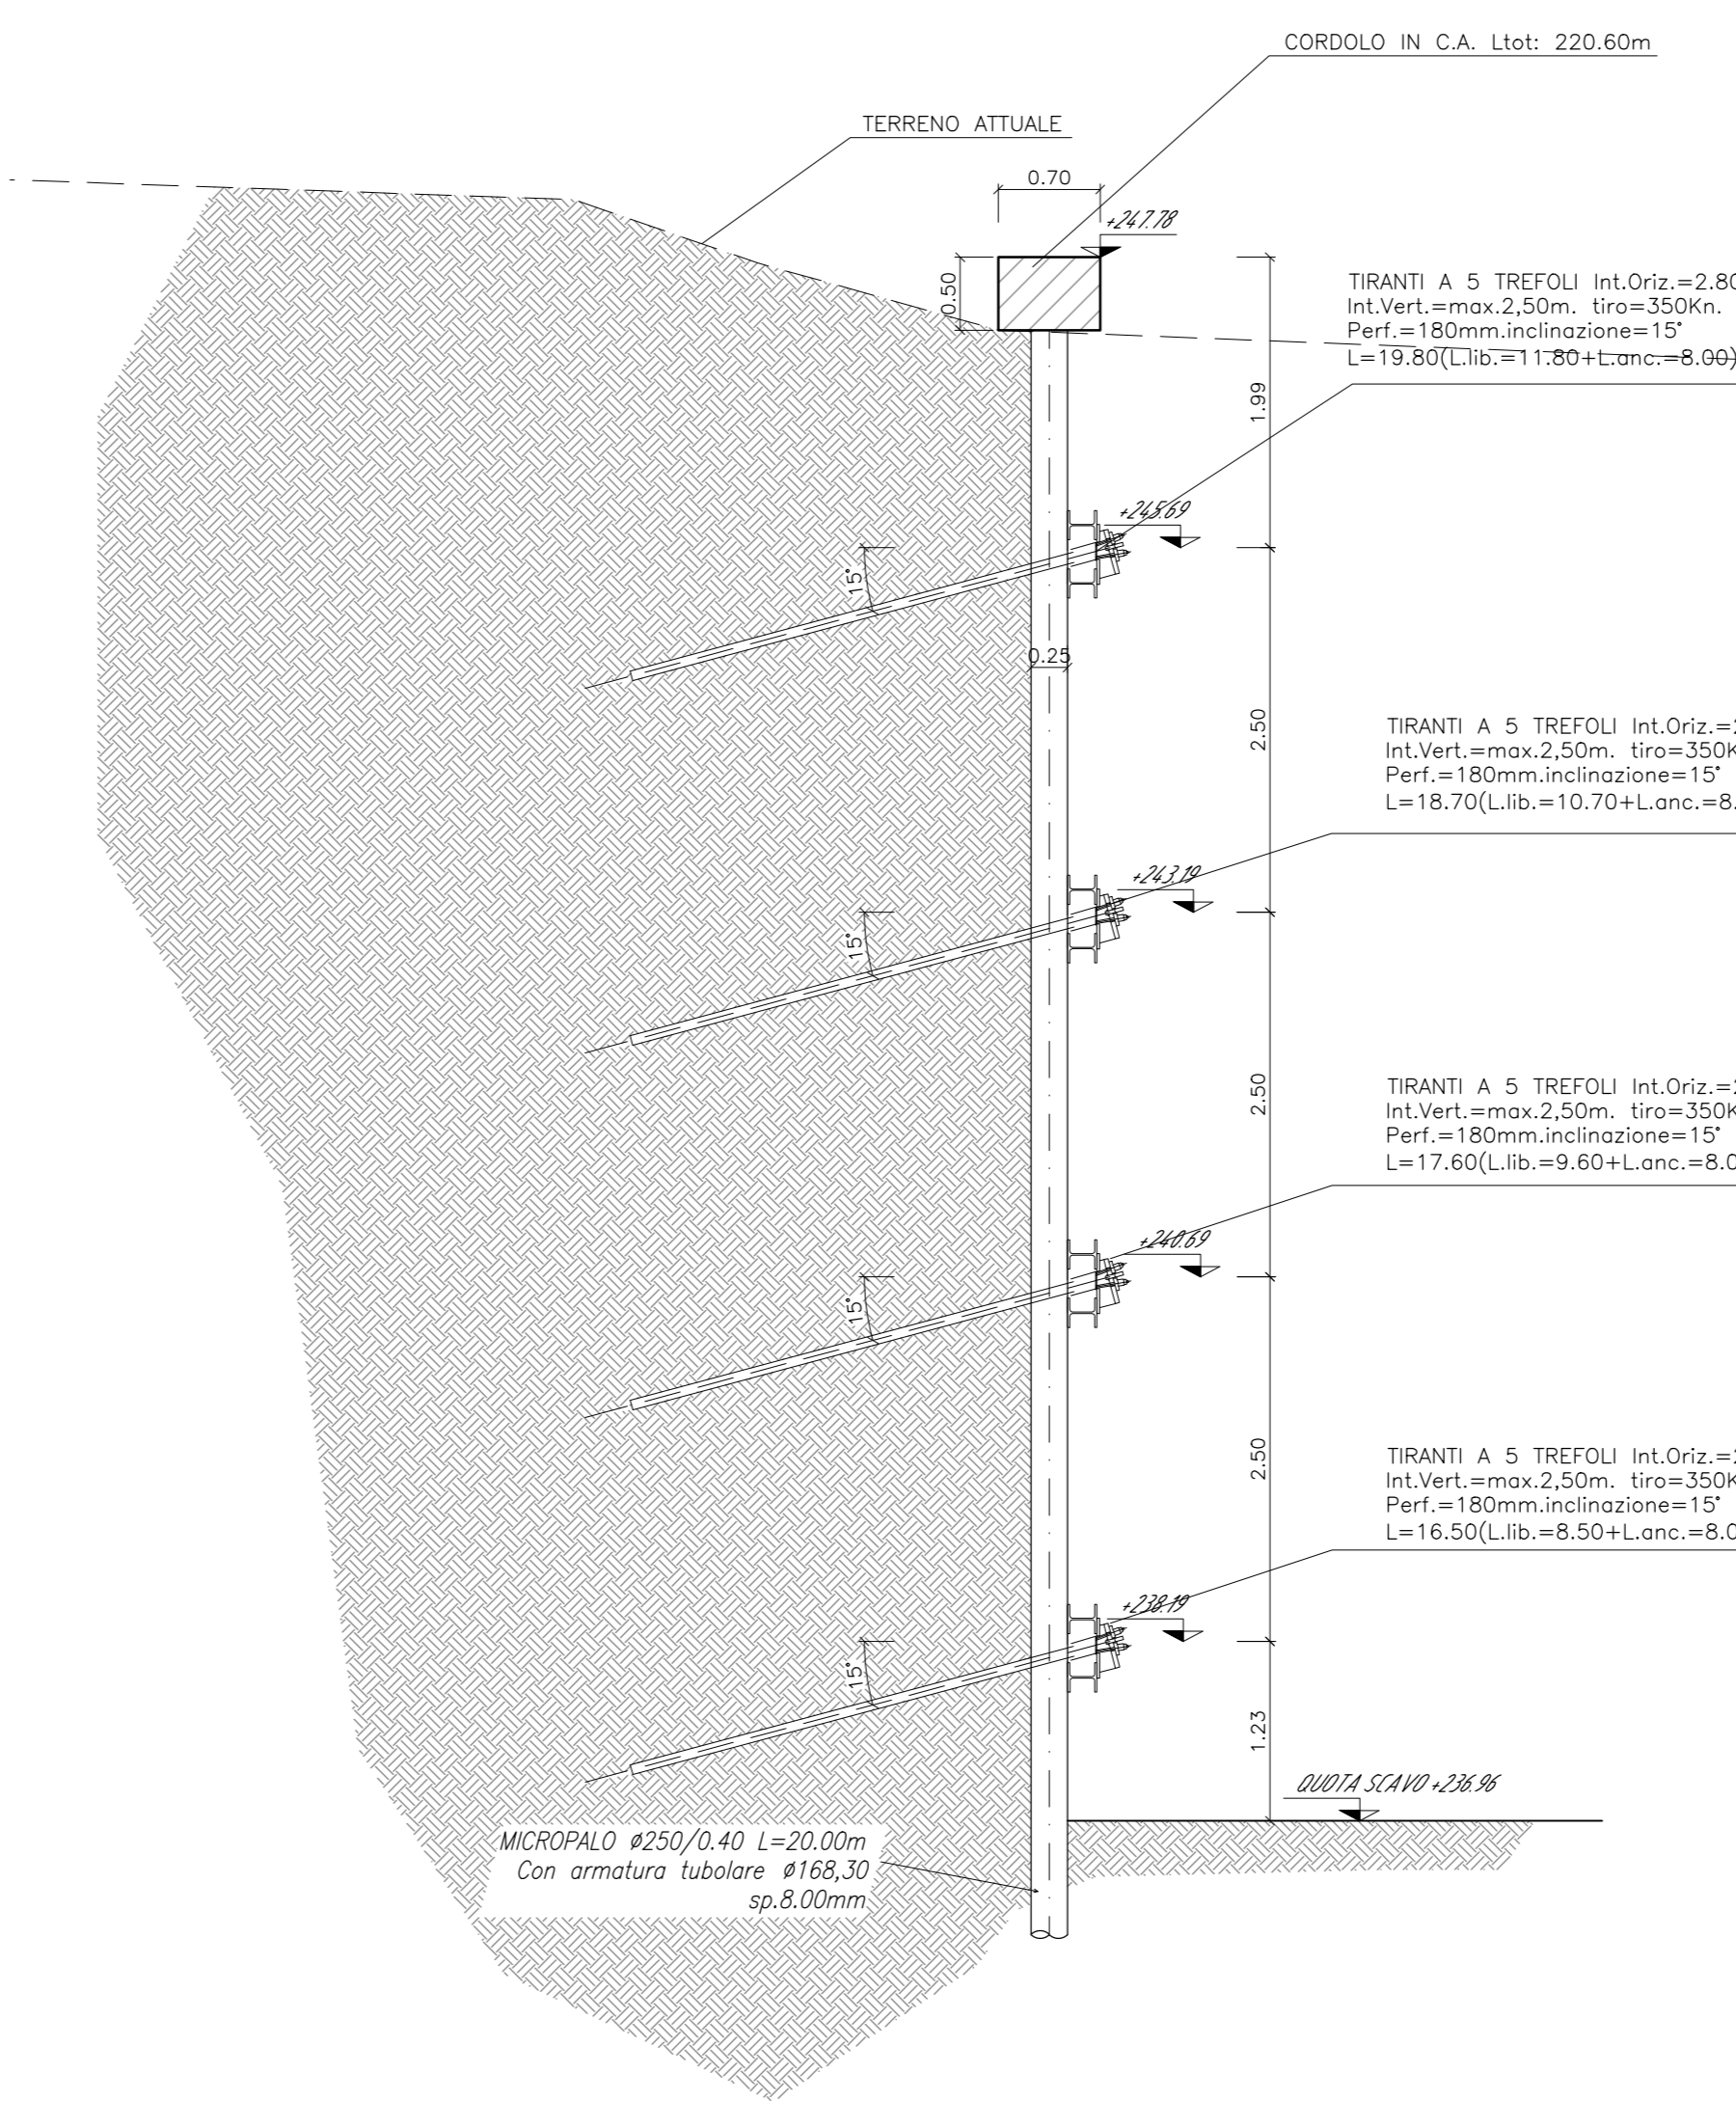 CORDOLO IN C.A. Ltot: 220.60m
TERRENO ATTUALE
0.70
+247.78
0.50
TIRANTI A 5 TREFOLI Int.Oriz.=2.80
Int.Vert.=max.2,50m. tiro=350Kn.
Perf.=180mm.inclinazione=15°
L=19.80(L.lib.=11.80+L.anc.=8.00)
1.99
+245.69
15°
0.25
2.50
TIRANTI A 5 TREFOLI Int.Oriz.=2
Int.Vert.=max.2,50m. tiro=350K
Perf.=180mm.inclinazione=15°
L=18.70(L.lib.=10.70+L.anc.=8.
+243.19
15°
2.50
TIRANTI A 5 TREFOLI Int.Oriz.=2
Int.Vert.=max.2,50m. tiro=350K
Perf.=180mm.inclinazione=15°
L=17.60(L.lib.=9.60+L.anc.=8.0
+240.69
15°
2.50
TIRANTI A 5 TREFOLI Int.Oriz.=2
Int.Vert.=max.2,50m. tiro=350K
Perf.=180mm.inclinazione=15°
L=16.50(L.lib.=8.50+L.anc.=8.0
+238.19
15°
1.23
QUOTA SCAVO +236.96
MICROPALO ø250/0.40 L=20.00m
Con armatura tubolare ø168,30
sp.8.00mm